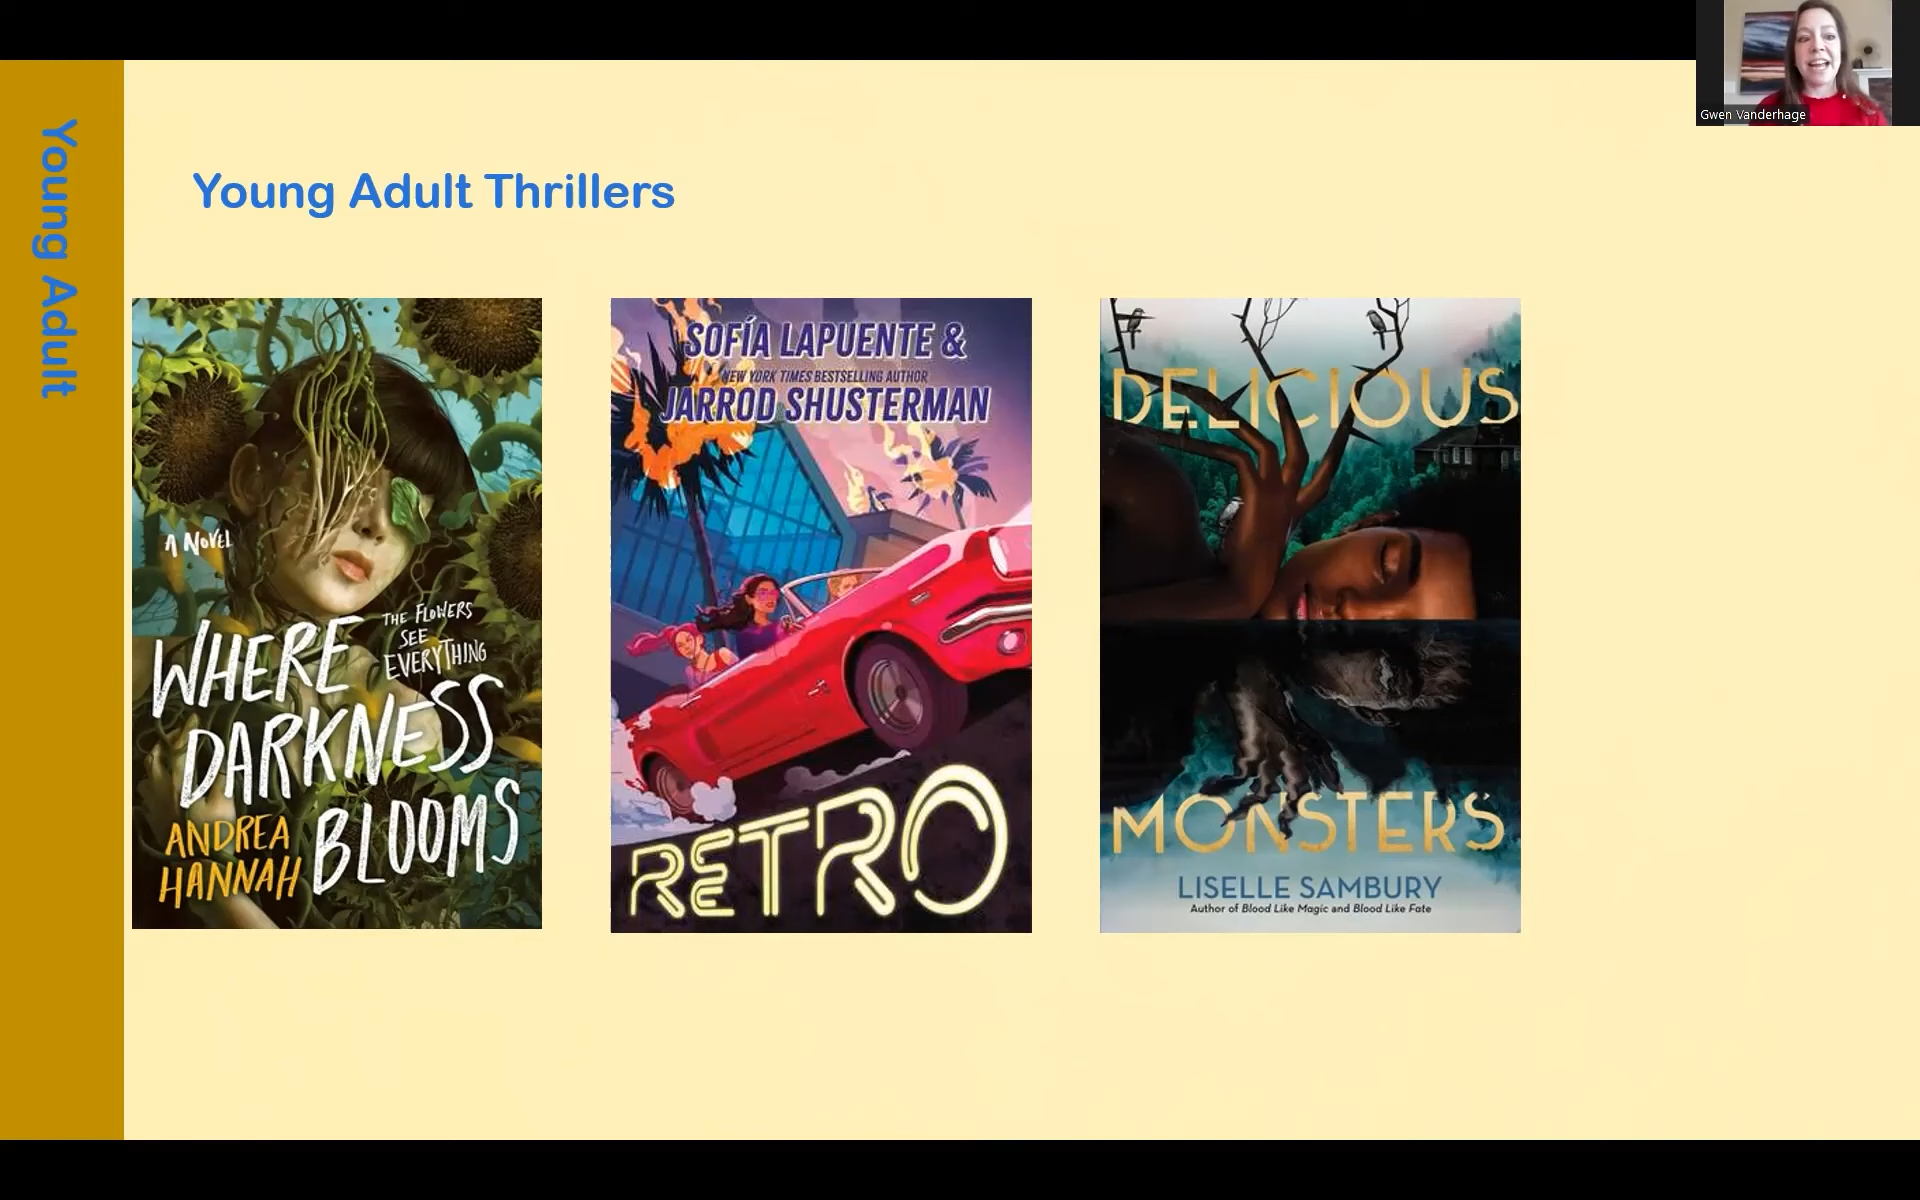 Gwen Vanderhage
Young Adult
Young Adult Thrillers
A NOVEL
THE FLOWERS
SEE
EVERYTHING
WHERE
DARKNESS
BLOOMS
ANDREA
HANNAH
SOFÍA LAPUENTE &
NEW YORK TIMES BESTSELLING AUTHOR
JARROD SHUSTERMAN
RETRO
DELICIOUS
MONSTERS
LISELLE SAMBURY
Author of Blood Like Magic and Blood Like Fate